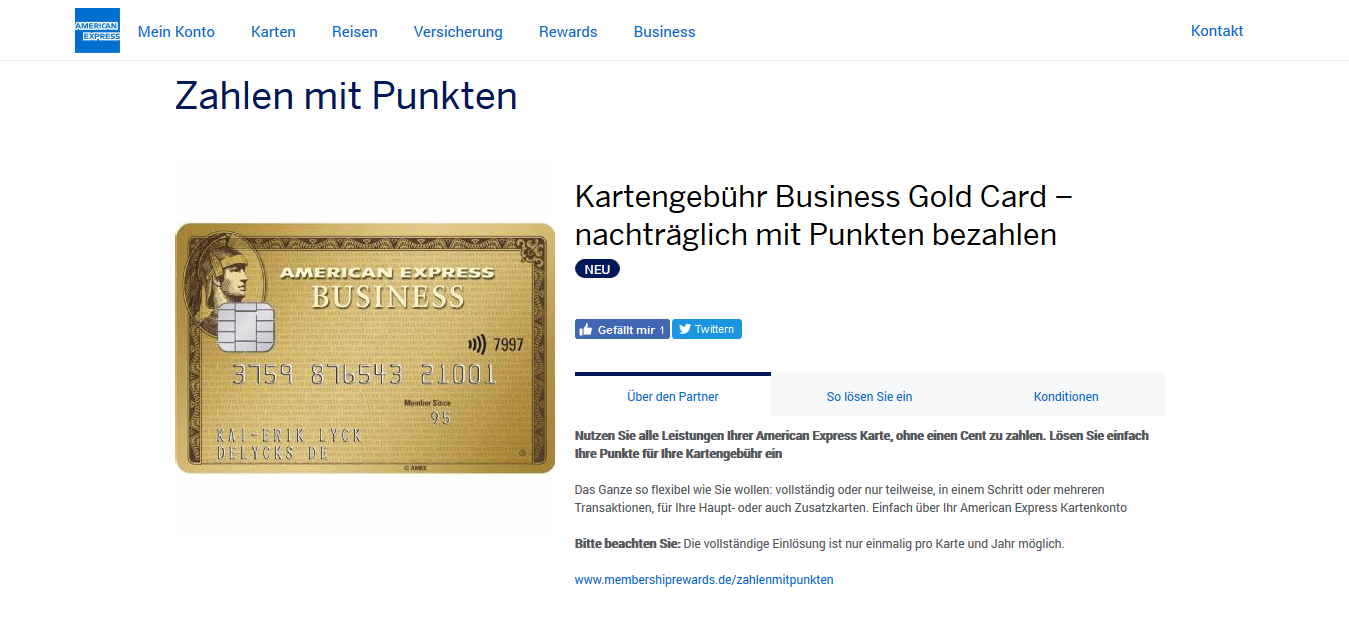 AMERICAN
EXPRESS
Mein Konto Karten Reisen Versicherung Rewards Business Kontakt
Zahlen mit Punkten
Kartengebühr Business Gold Card –
nachträglich mit Punkten bezahlen
NEU
AMERICAN EXPRESS
BUSINESS
7997
3759 876543 21001
Member Since
95
KAI-ERIK LYCK
DELYCKS DE
© AMEX
Gefällt mir 1 Twittern
Über den Partner So lösen Sie ein Konditionen
Nutzen Sie alle Leistungen Ihrer American Express Karte, ohne einen Cent zu zahlen. Lösen Sie einfach
Ihre Punkte für Ihre Kartengebühr ein
Das Ganze so flexibel wie Sie wollen: vollständig oder nur teilweise, in einem Schritt oder mehreren
Transaktionen, für Ihre Haupt- oder auch Zusatzkarten. Einfach über Ihr American Express Kartenkonto
Bitte beachten Sie: Die vollständige Einlösung ist nur einmalig pro Karte und Jahr möglich.
www.membershiprewards.de/zahlenmitpunkten